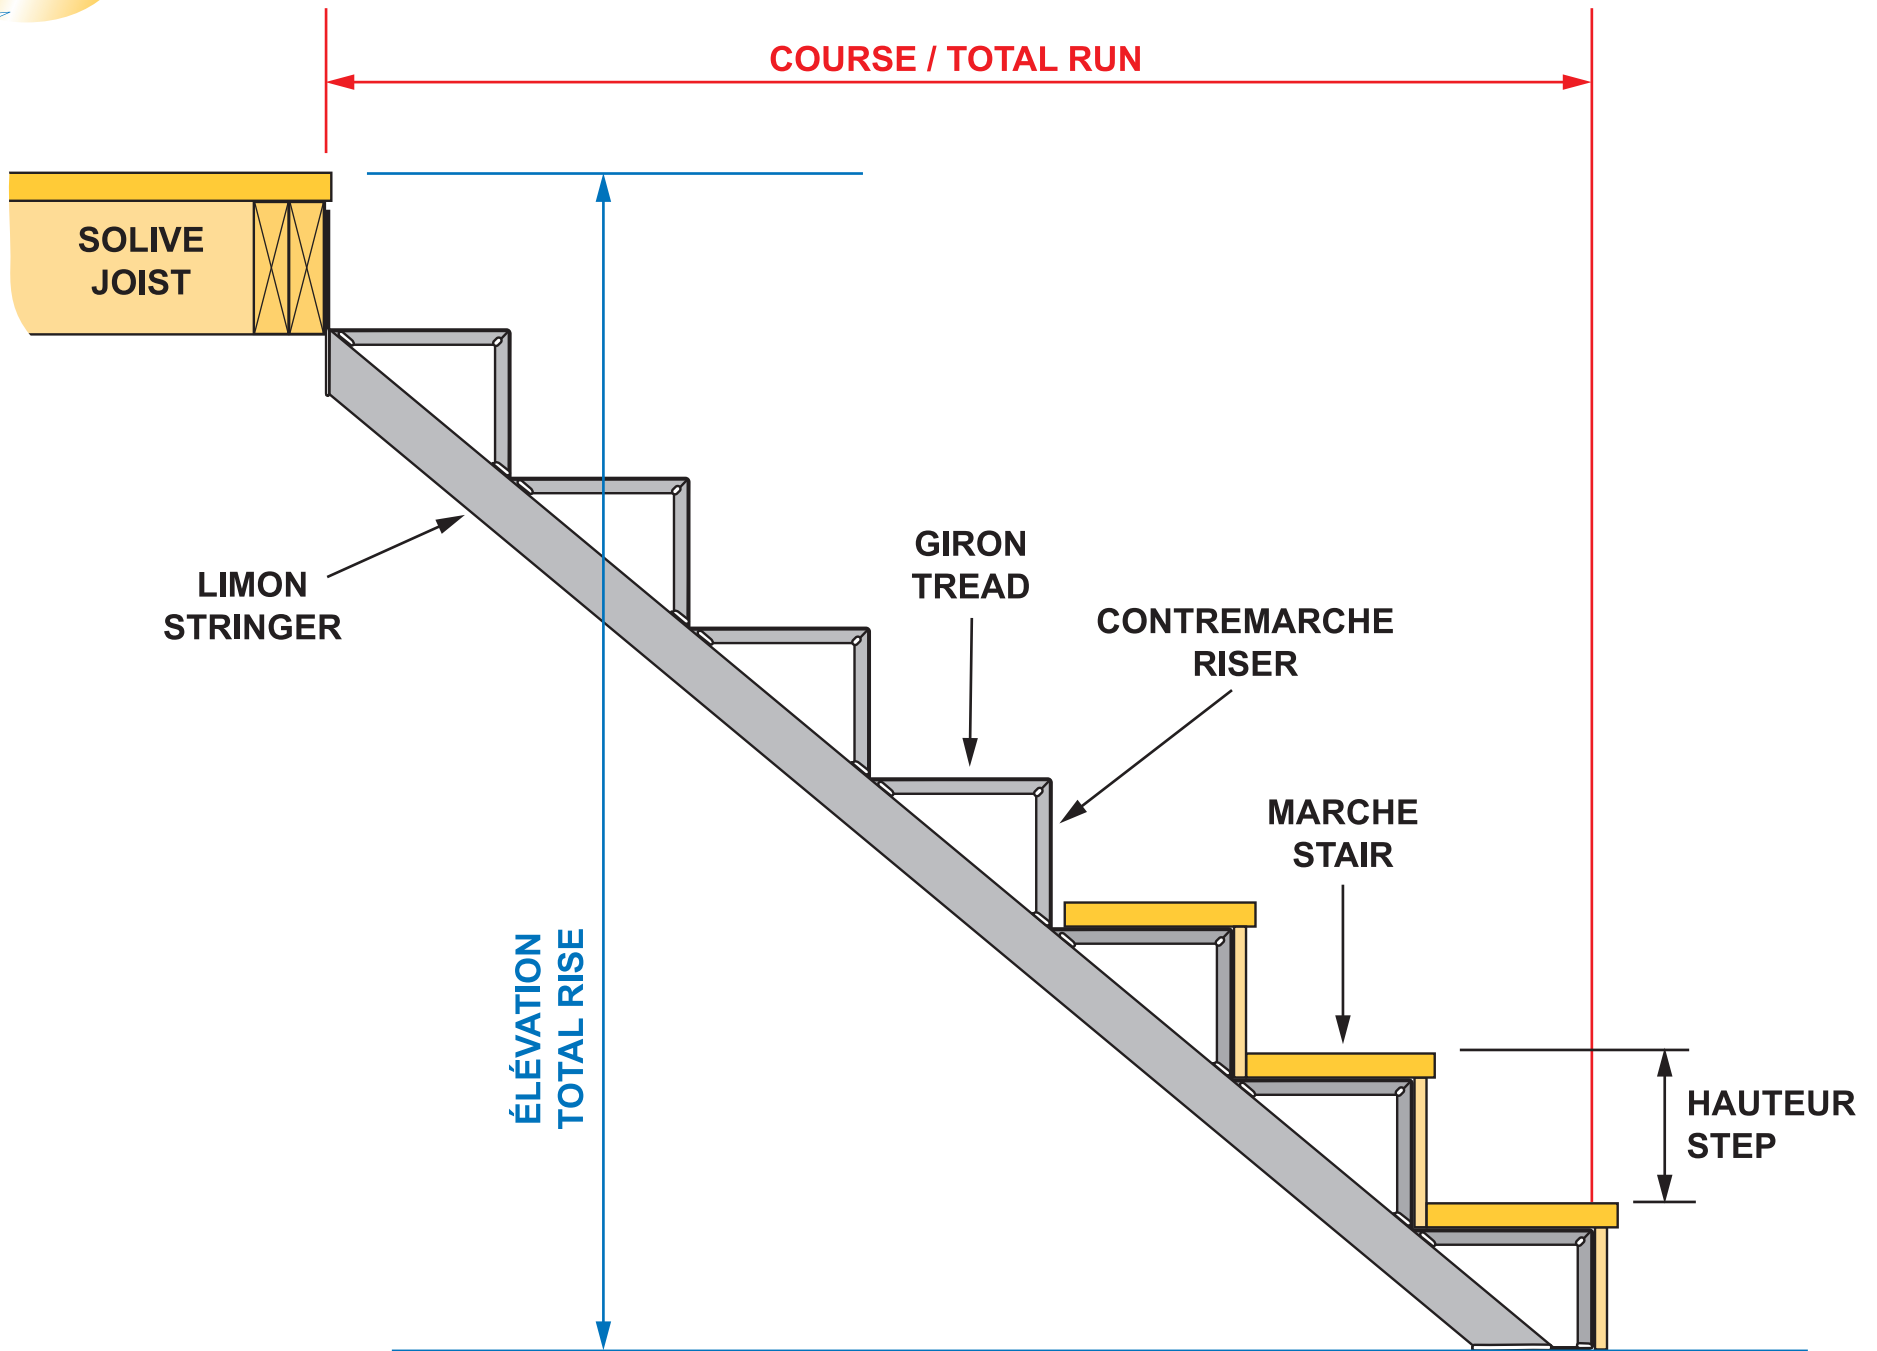 COURSE / TOTAL RUN
SOLIVE
JOIST
LIMON
STRINGER
GIRON
TREAD
CONTREMARCHE
RISER
MARCHE
STAIR
ÉLÉVATION
TOTAL RISE
HAUTEUR
STEP